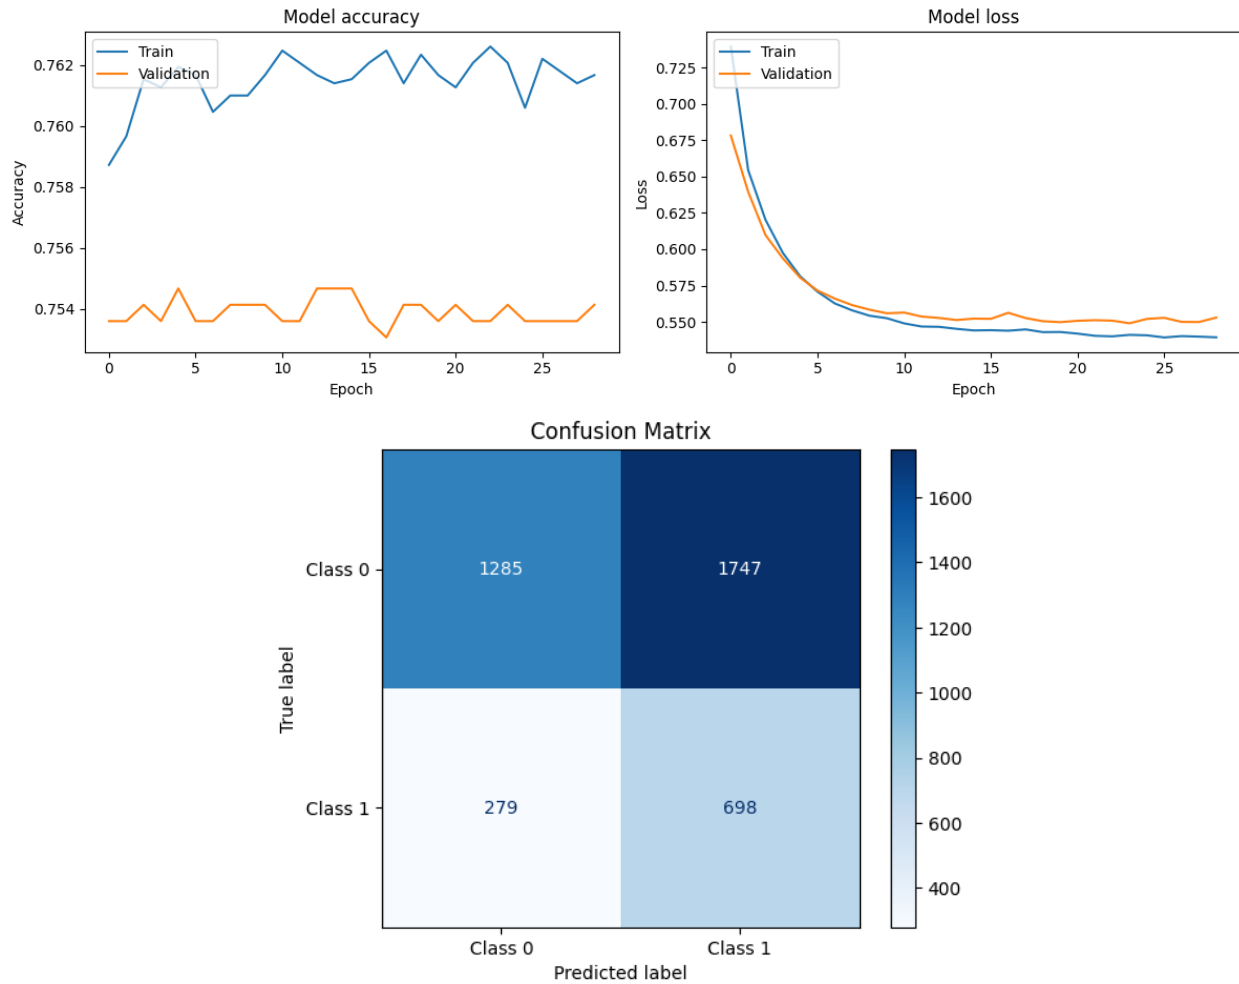 Model accuracy
Train
Validation
0.762
0.760
0.758
0.756
0.754
Accuracy
0 5 10 15 20 25
Epoch
Model loss
Train
Validation
0.725
0.700
0.675
0.650
0.625
0.600
0.575
0.550
Loss
0 5 10 15 20 25
Epoch
Confusion Matrix
Class 0 1285 1747
Class 1 279 698
True label
Class 0 Class 1
Predicted label
1600
1400
1200
1000
800
600
400